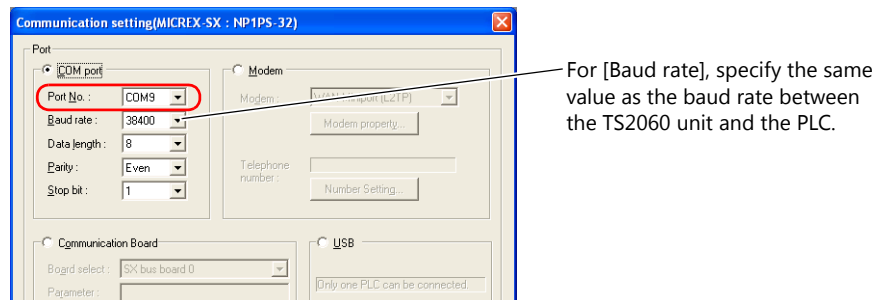 Communication setting(MICREX-SX : NP1PS-32)
Port
COM port
Port No. :
COM9
Baud rate :
38400
Data length :
8
Parity :
Even
Stop bit :
1
Modem
Modem :
WAN Miniport (L2TP)
Modem property...
Telephone
number :
Number Setting...
Communication Board
Board select :
SX bus board 0
Parameter :
USB
Only one PLC can be connected.
For [Baud rate], specify the same
value as the baud rate between
the TS2060 unit and the PLC.